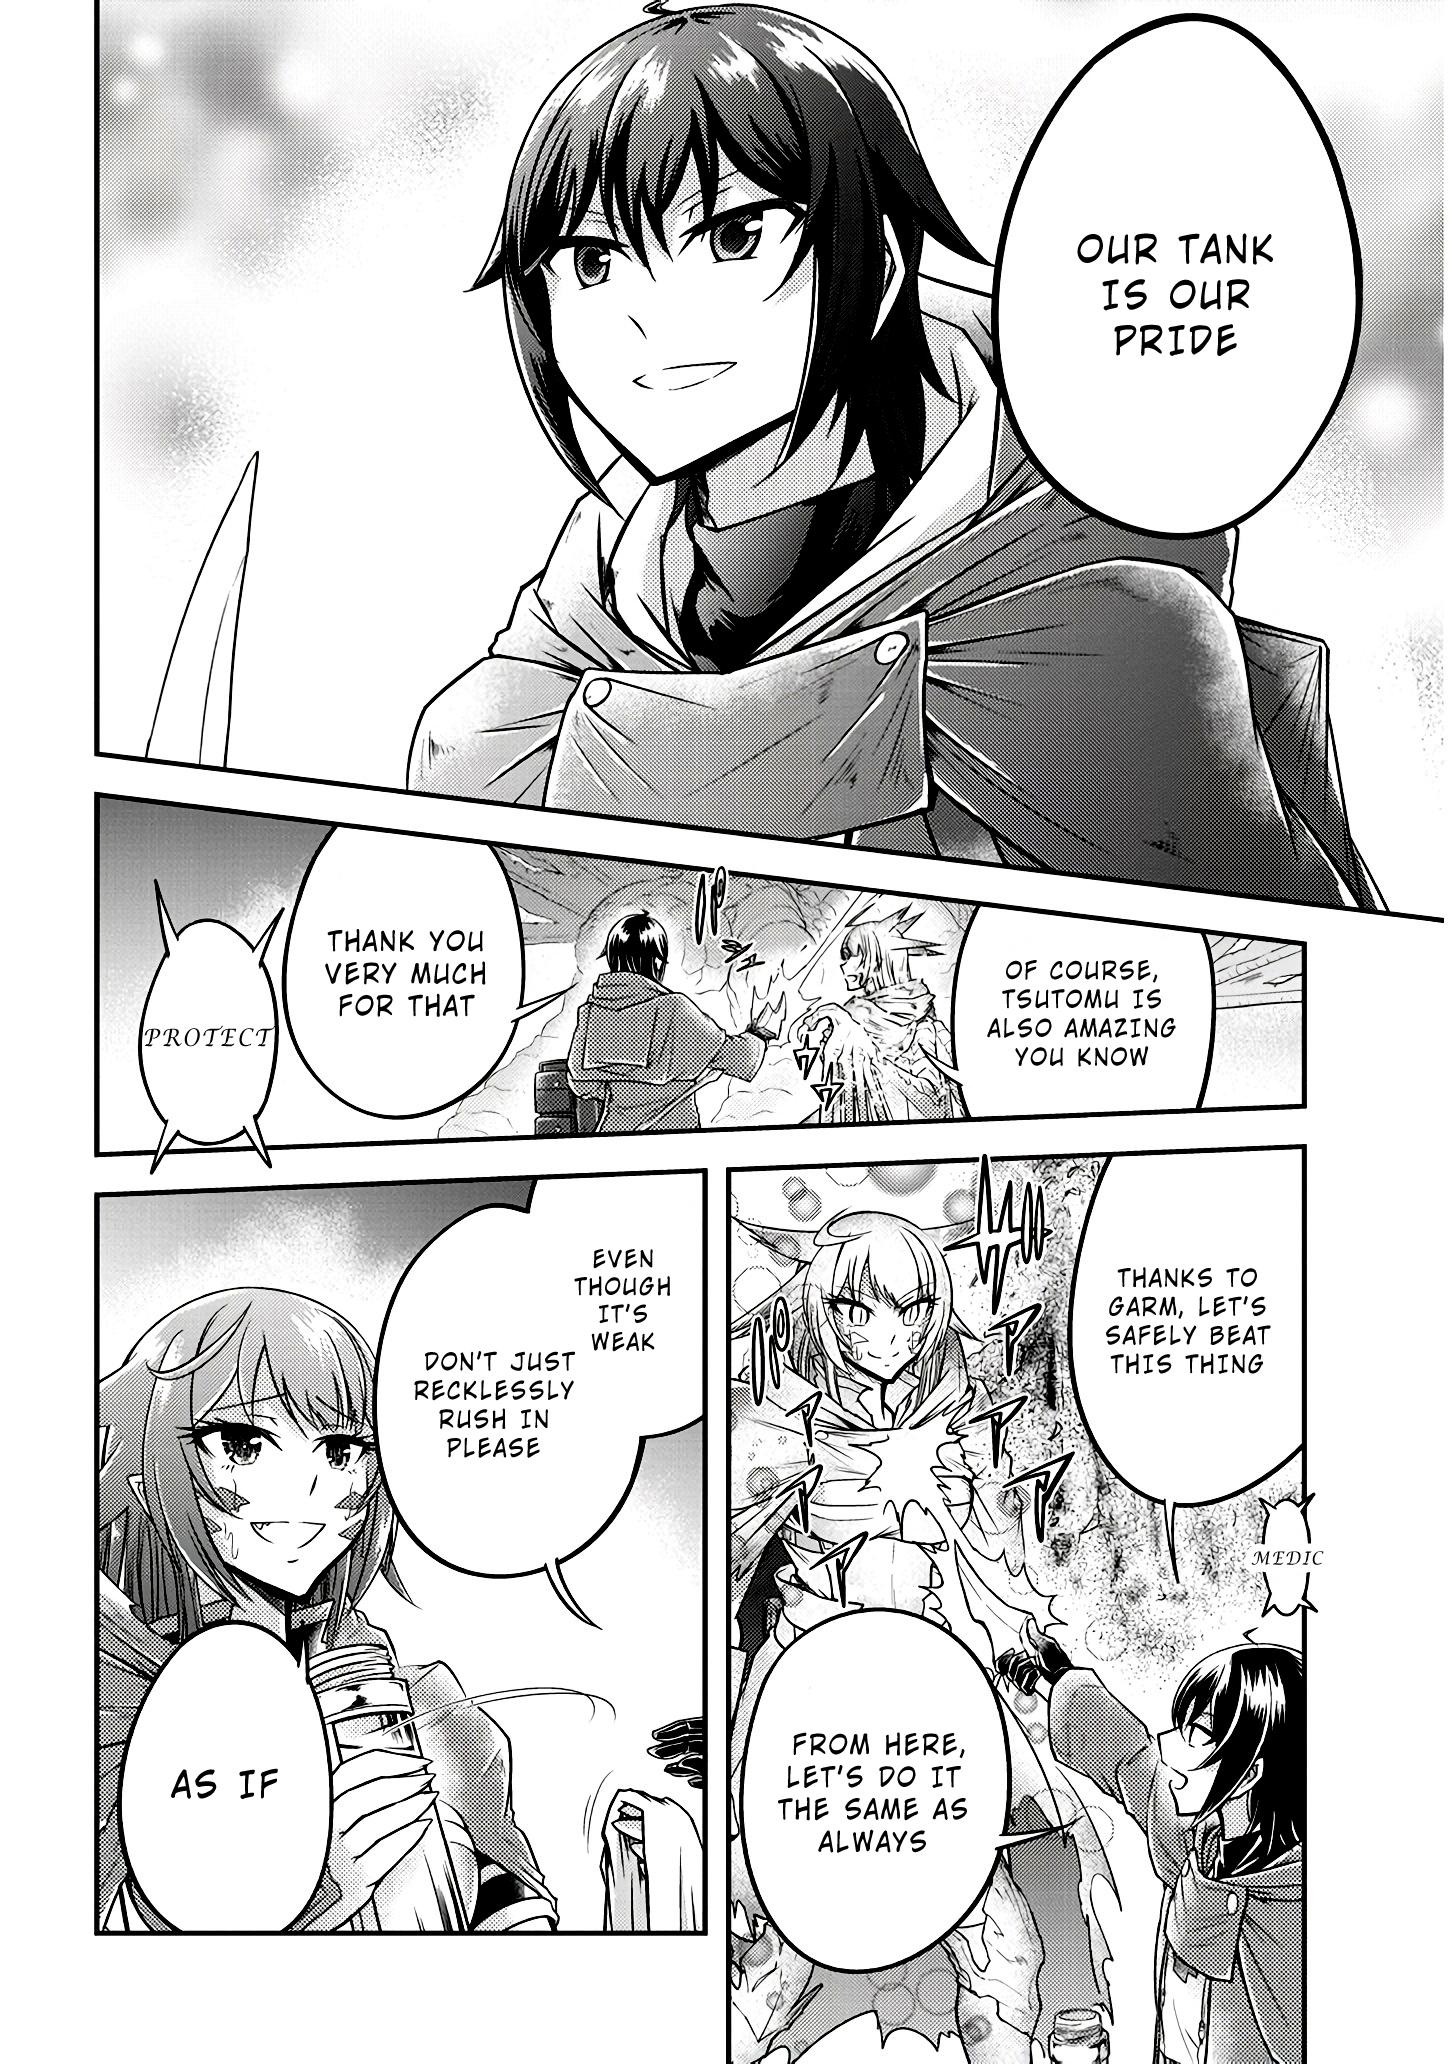 OUR TANK
IS OUR
PRIDE
OF COURSE,
TSUTOMU IS
ALSO AMAZING
YOU KNOW
THANK YOU
VERY MUCH
FOR THAT
PROTECT
THANKS TO
GARM, LET'S
SAFELY BEAT
THIS THING
MEDIC
FROM HERE,
LET'S DO IT
THE SAME AS
ALWAYS
EVEN
THOUGH
IT'S
WEAK
DON'T JUST
RECKLESSLY
RUSH IN
PLEASE
AS IF